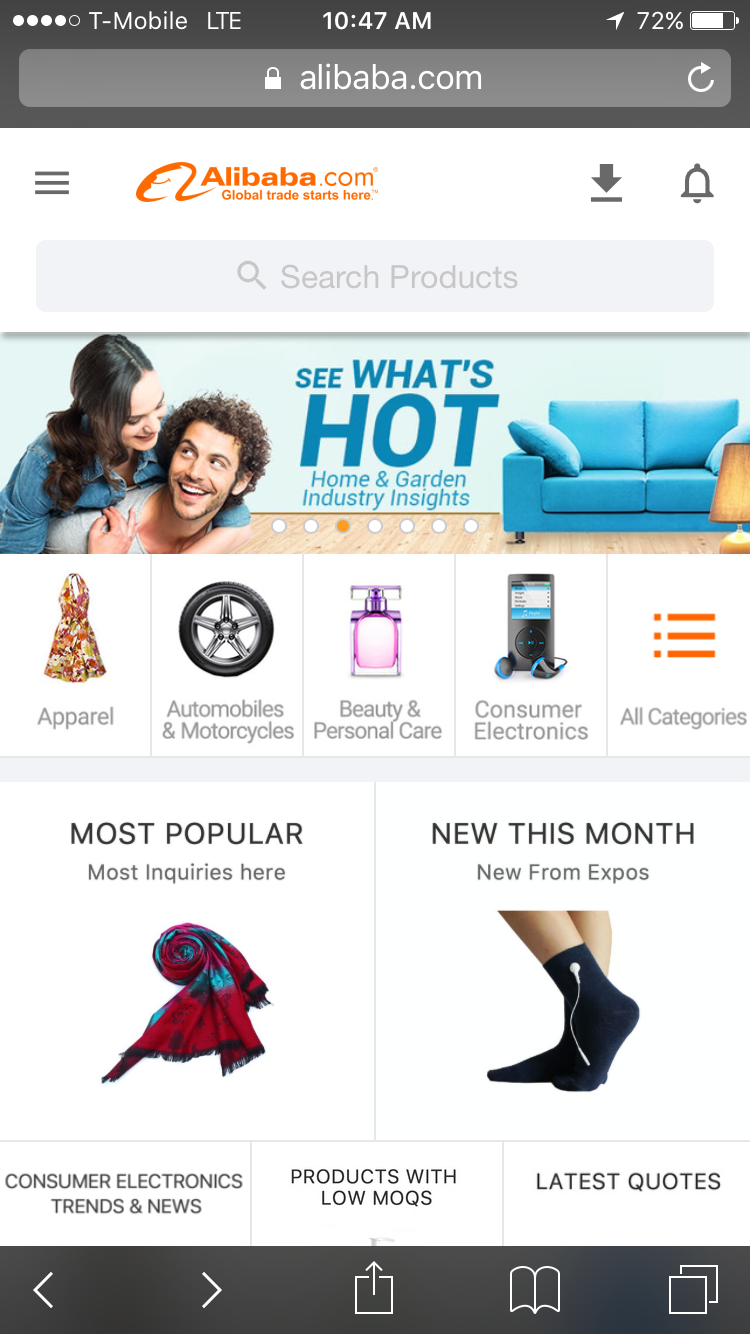 T-Mobile LTE 10:47 AM 72%
alibaba.com
Alibaba.com®
Global trade starts here.™
Search Products
SEE WHAT'S
HOT
Home & Garden
Industry Insights
Apparel
Automobiles
& Motorcycles
Beauty &
Personal Care
Consumer
Electronics
All Categories
MOST POPULAR
Most Inquiries here
NEW THIS MONTH
New From Expos
CONSUMER ELECTRONICS
TRENDS & NEWS
PRODUCTS WITH
LOW MOQS
LATEST QUOTES